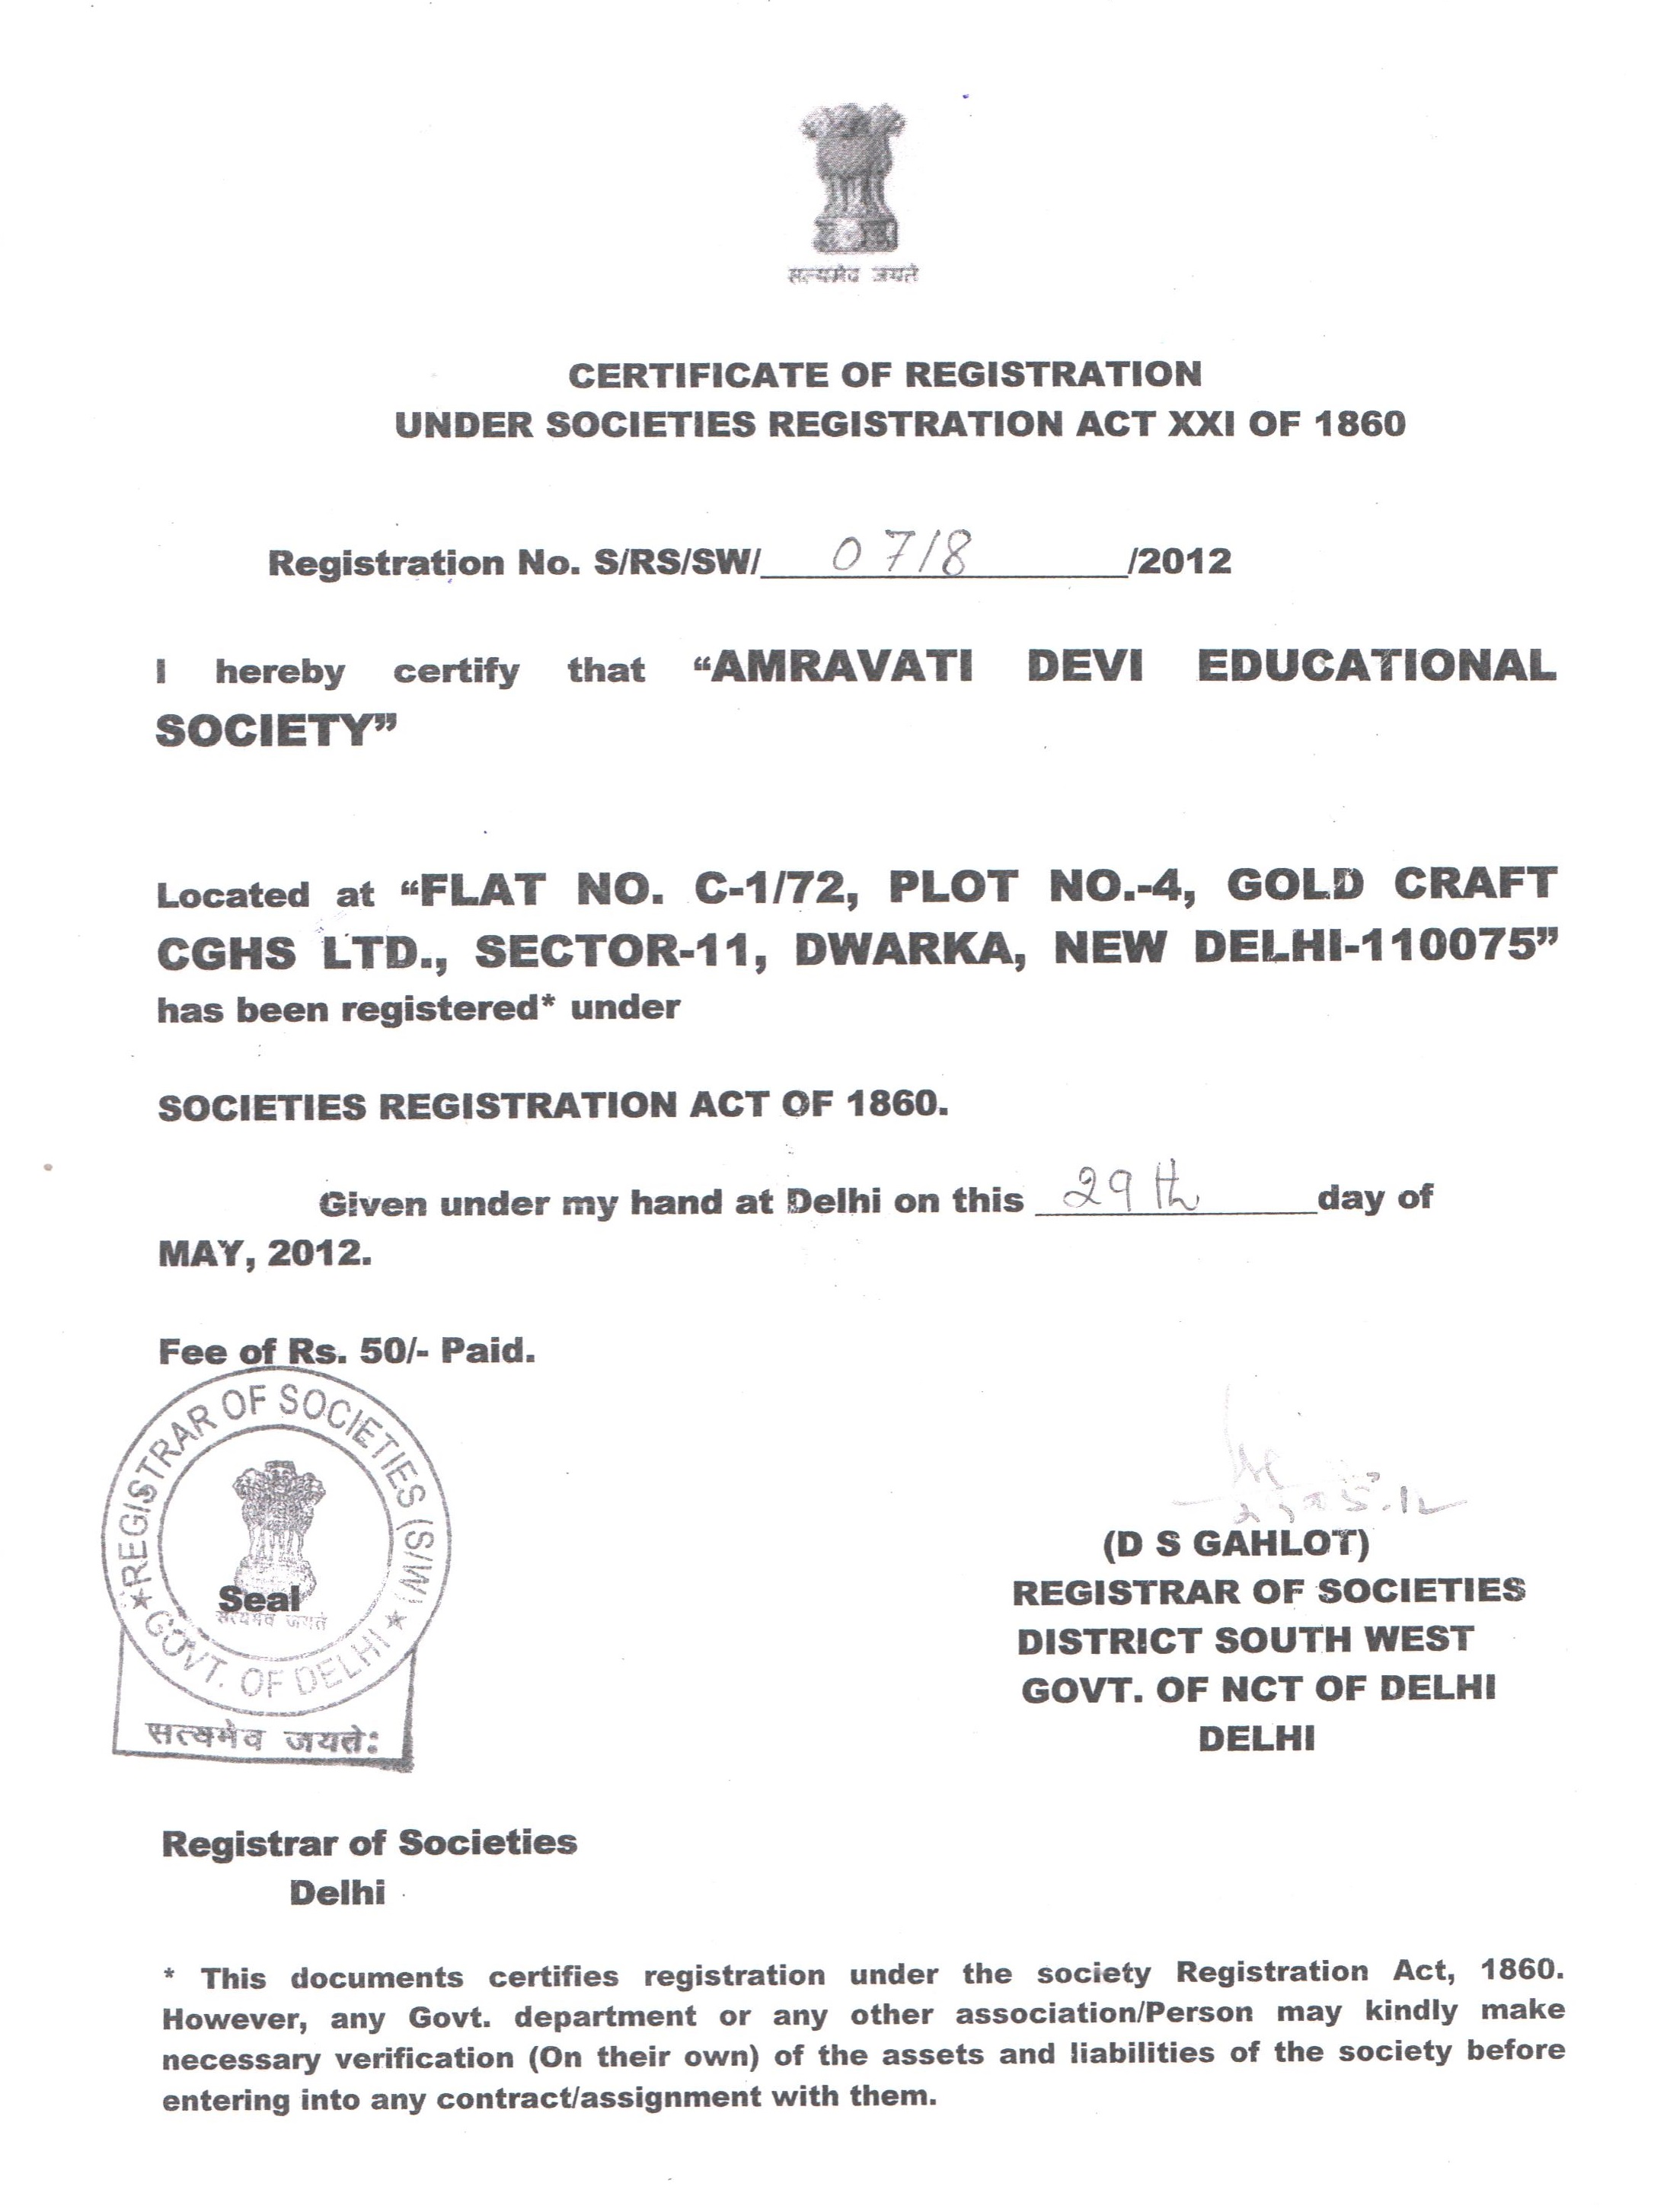 सत्यमेव जयते
CERTIFICATE OF REGISTRATION
UNDER SOCIETIES REGISTRATION ACT XXI OF 1860
Registration No. S/RS/SW/ 0718 /2012
I hereby certify that “AMRAVATI DEVI EDUCATIONAL
SOCIETY”
Located at “FLAT NO. C-1/72, PLOT NO.-4, GOLD CRAFT
CGHS LTD., SECTOR-11, DWARKA, NEW DELHI-110075”
has been registered* under
SOCIETIES REGISTRATION ACT OF 1860.
Given under my hand at Delhi on this 29th day of
MAY, 2012.
Fee of Rs. 50/- Paid.
REGISTRAR OF SOCIETIES (S/W)
GOVT. OF DELHI
Seal
सत्यमेव जयते
सत्यमेव जयते:
(D S GAHLOT)
REGISTRAR OF SOCIETIES
DISTRICT SOUTH WEST
GOVT. OF NCT OF DELHI
DELHI
Registrar of Societies
Delhi
* This documents certifies registration under the society Registration Act, 1860.
However, any Govt. department or any other association/Person may kindly make
necessary verification (On their own) of the assets and liabilities of the society before
entering into any contract/assignment with them.